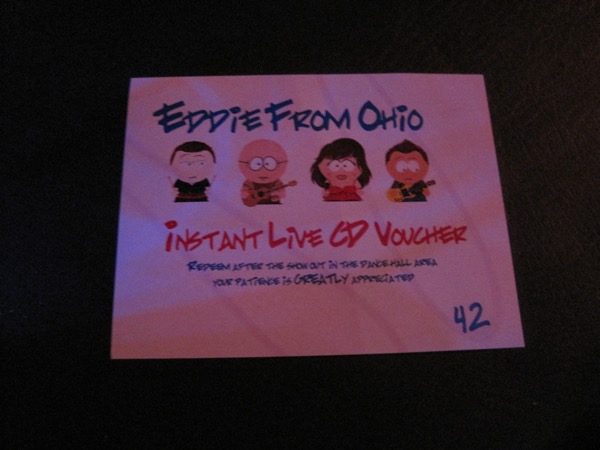 Eddie From Ohio
Instant Live CD Voucher
Redeem after the show out in the dance hall area
your patience is GREATLY appreciated
42